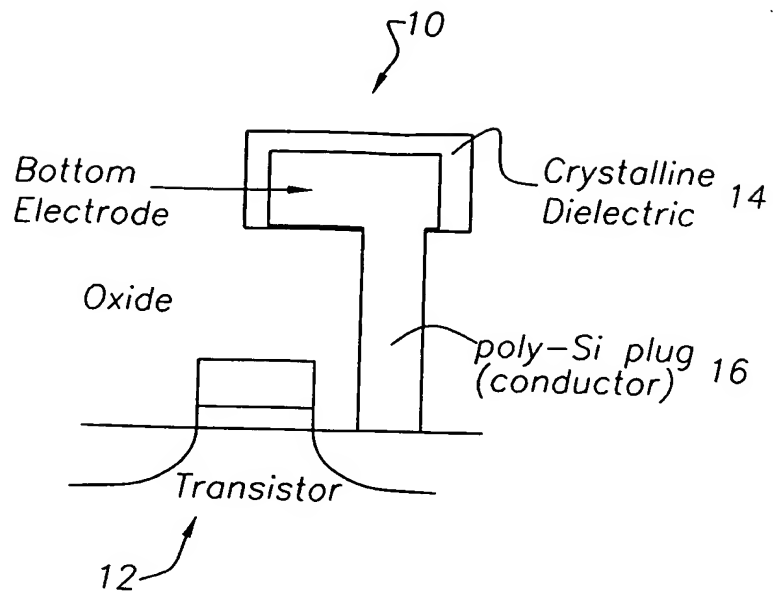 10
Bottom
Electrode
Crystalline
Dielectric 14
Oxide
poly-Si plug
(conductor) 16
Transistor
12